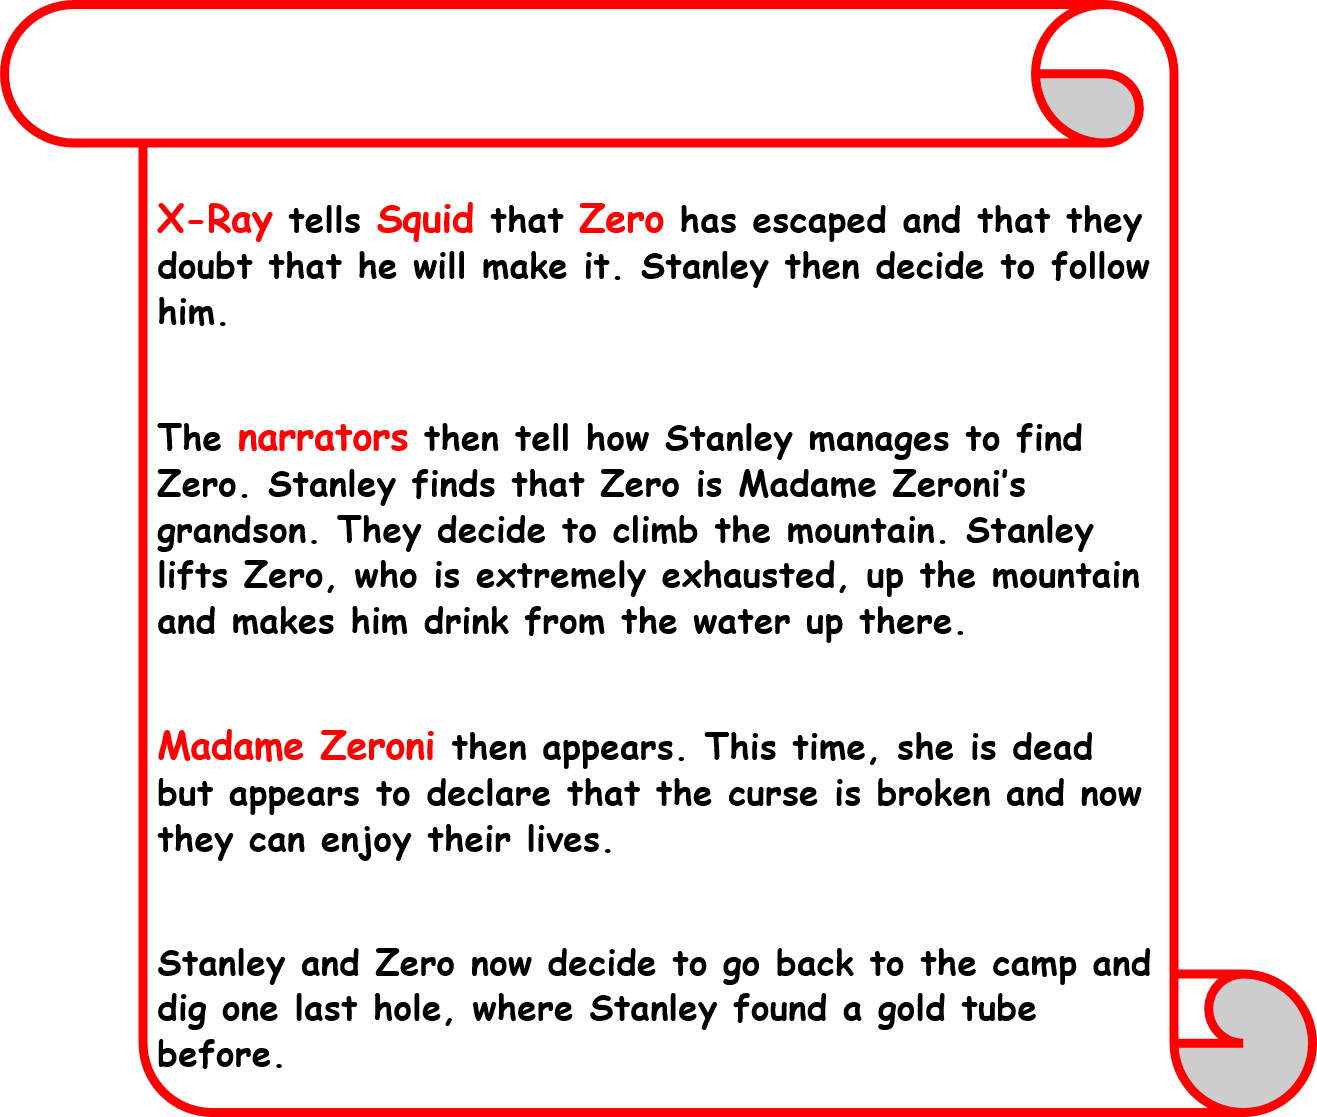 X-Ray tells Squid that Zero has escaped and that they
doubt that he will make it. Stanley then decide to follow
him.
The narrators then tell how Stanley manages to find
Zero. Stanley finds that Zero is Madame Zeroni’s
grandson. They decide to climb the mountain. Stanley
lifts Zero, who is extremely exhausted, up the mountain
and makes him drink from the water up there.
Madame Zeroni then appears. This time, she is dead
but appears to declare that the curse is broken and now
they can enjoy their lives.
Stanley and Zero now decide to go back to the camp and
dig one last hole, where Stanley found a gold tube
before.